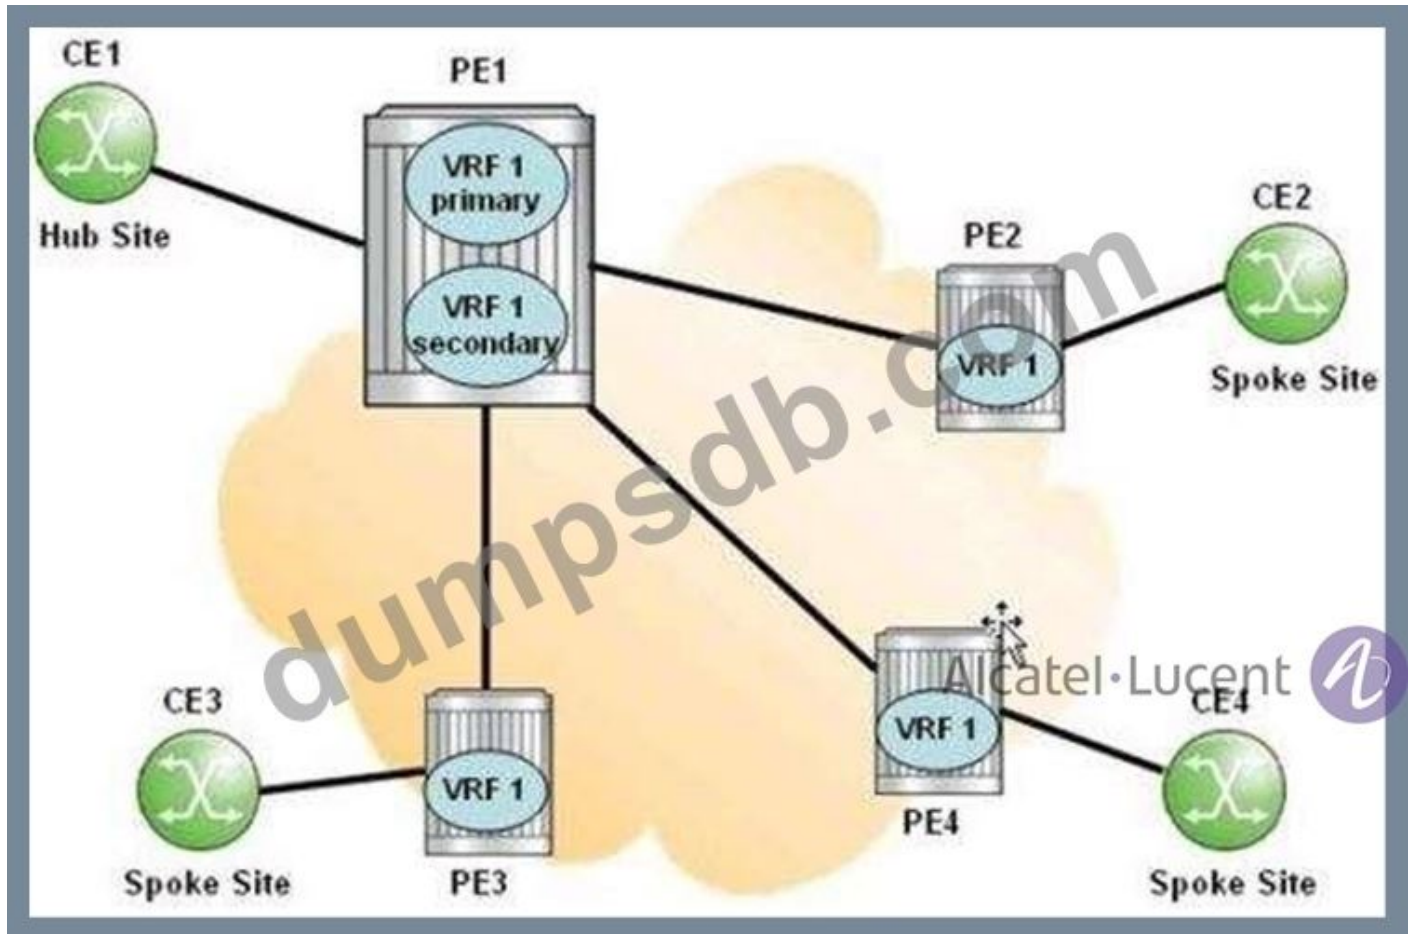 CE1
PE1
VRF 1
primary
Hub Site
CE2
PE2
VRF 1
secondary
VRF 1
Spoke Site
dumpsdb.com
Alcatel·Lucent
CE3
CE4
VRF 1
VRF 1
PE4
Spoke Site
PE3
Spoke Site